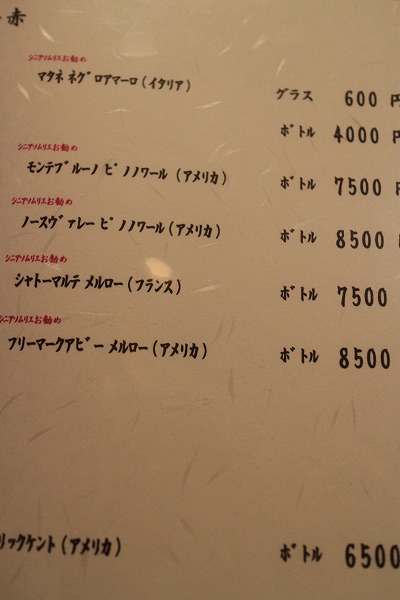 赤
シニアソムリエお勧め
マタネ ネグロアマーロ(イタリア)
グラス 600 円
ボトル 4000 円
シニアソムリエお勧め
モンテブルーノ ピノノワール (アメリカ)
ボトル 7500
シニアソムリエお勧め
ノースヴァレー ピノノワール(アメリカ)
ボトル 8500
シニアソムリエお勧め
シャトーマルテ メルロー(フランス)
ボトル 7500
シニアソムリエお勧め
フリーマークアビー メルロー(アメリカ)
ボトル 8500
リックケント(アメリカ)
ボトル 6500